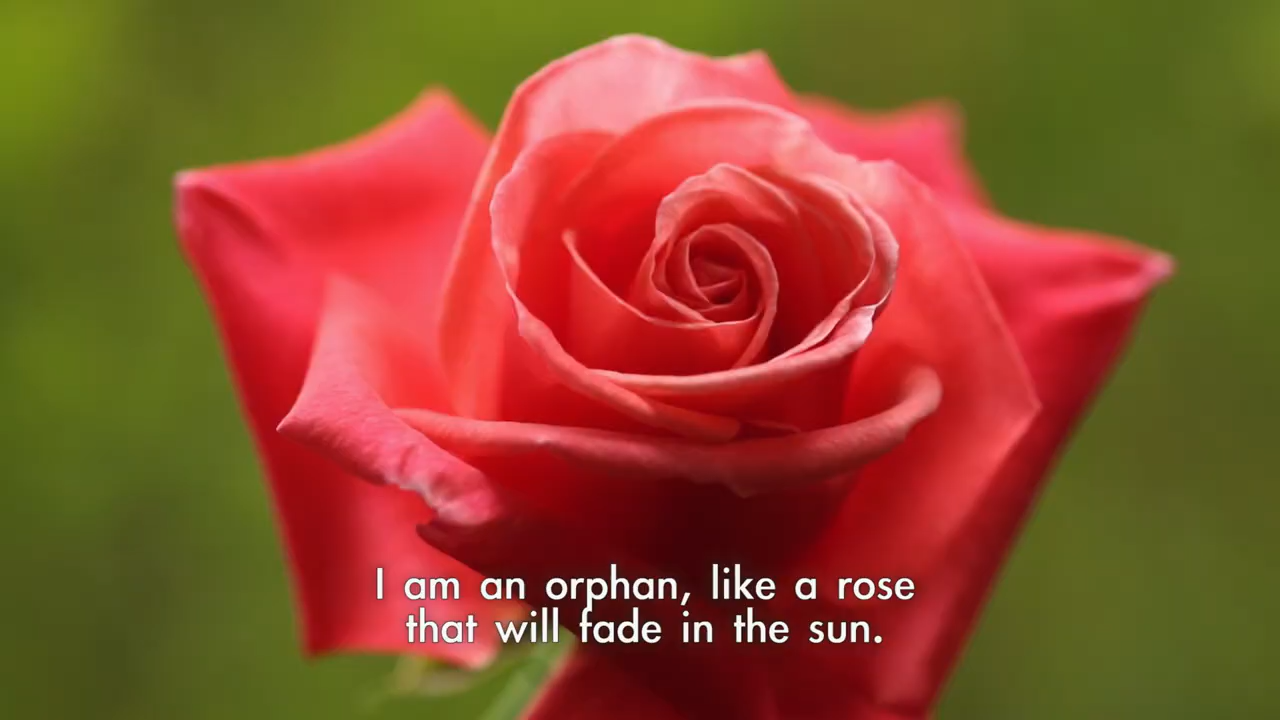 I am an orphan, like a rose
that will fade in the sun.